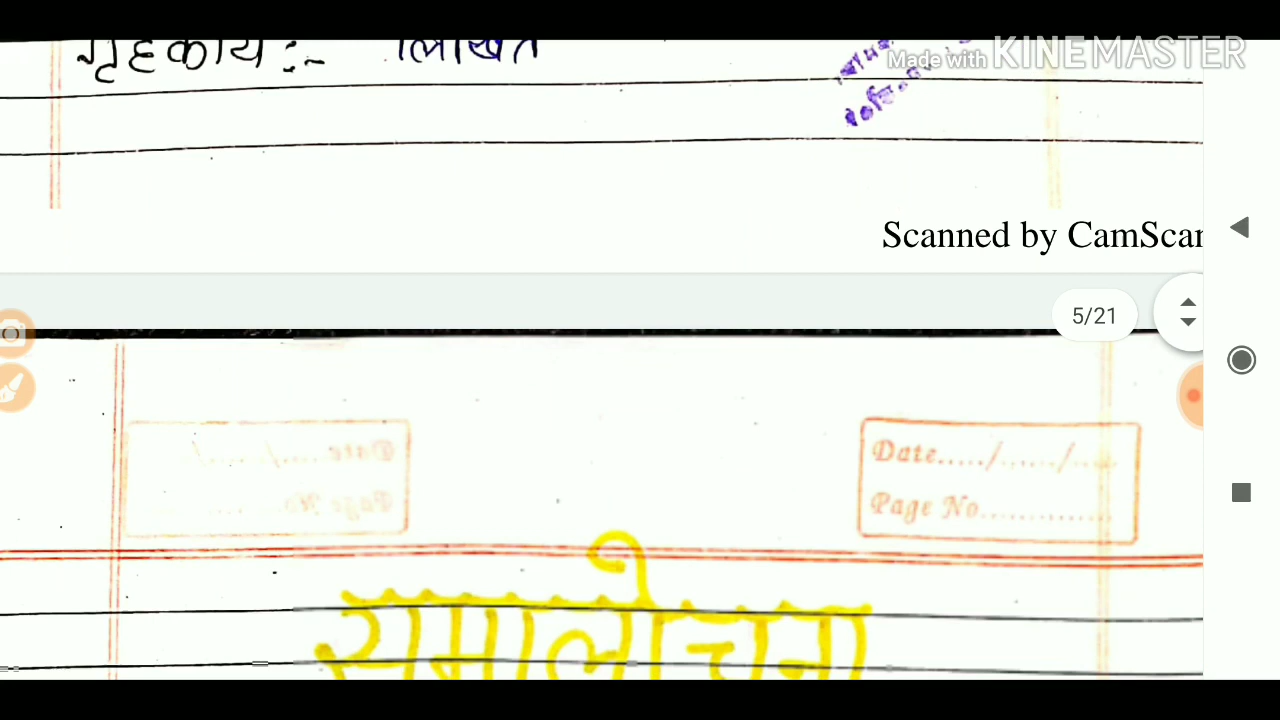 गृहकार्य :- लिखित
Made with KINEMASTER
Scanned by CamScan
5/21
Date...../....../....
Page No.............
समालोचना